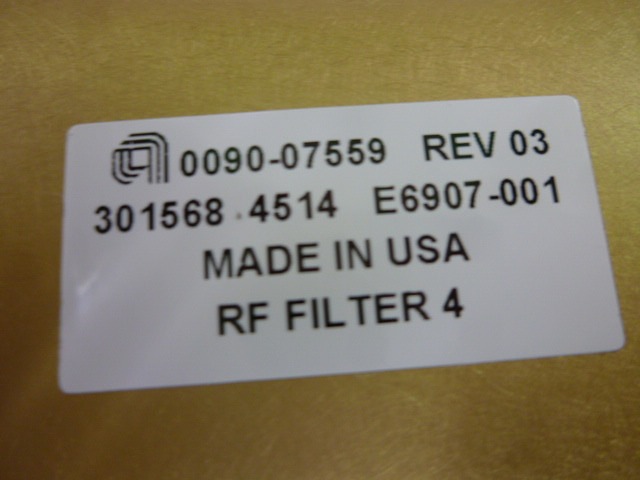 0090-07559 REV 03
301568 4514 E6907-001
MADE IN USA
RF FILTER 4